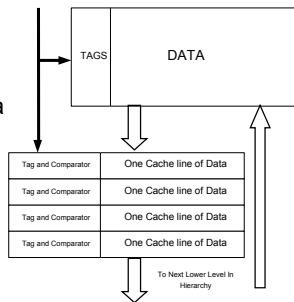 TAGS
DATA
a
Tag and Comparator One Cache line of Data
Tag and Comparator One Cache line of Data
Tag and Comparator One Cache line of Data
Tag and Comparator One Cache line of Data
To Next Lower Level In
Hierarchy